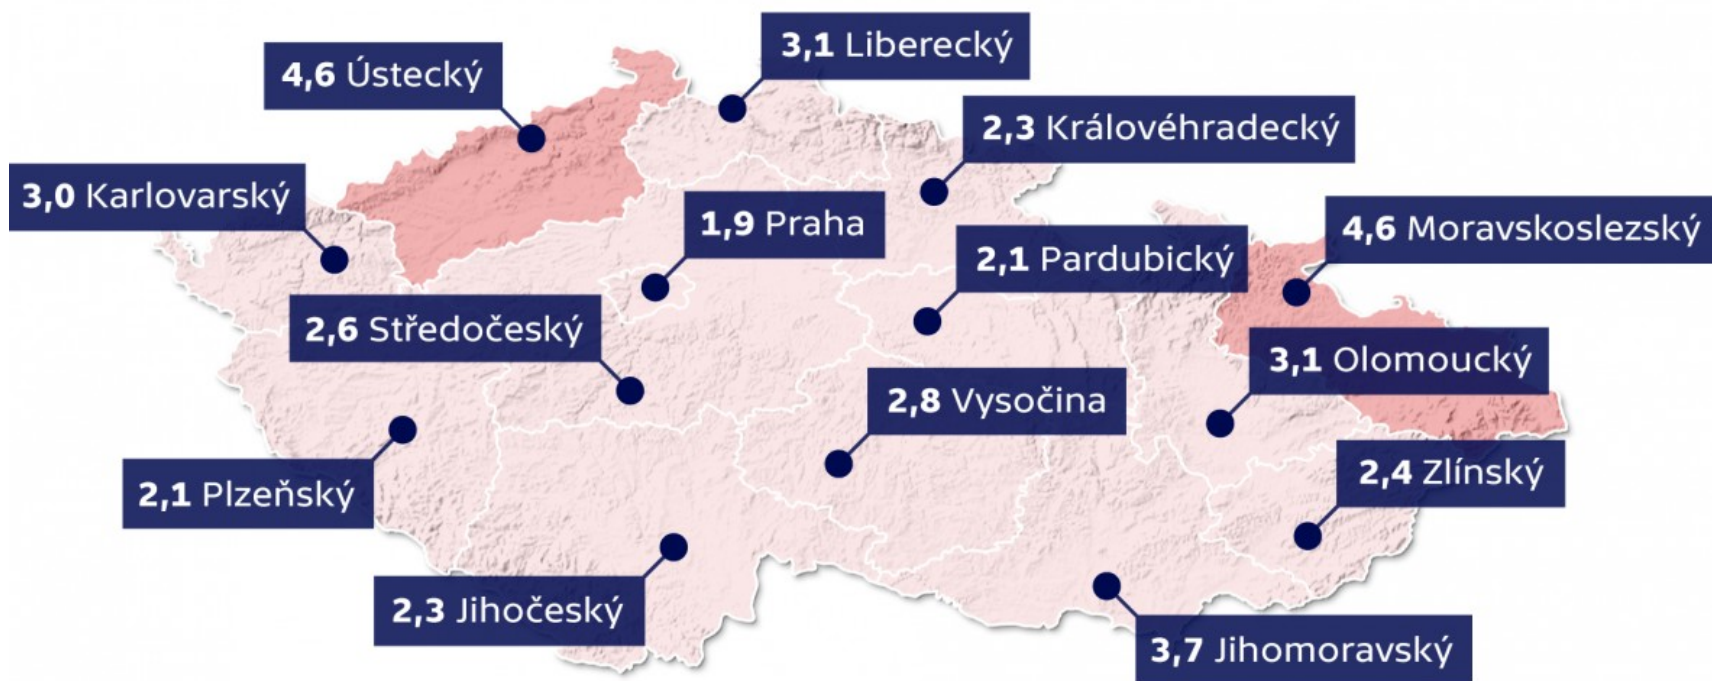 3,1 Liberecký
4,6 Ústecký
2,3 Královéhradecký
3,0 Karlovarský
1,9 Praha
4,6 Moravskoslezský
2,1 Pardubický
2,6 Středočeský
3,1 Olomoucký
2,8 Vysočina
2,4 Zlínský
2,1 Plzeňský
2,3 Jihočeský
3,7 Jihomoravský